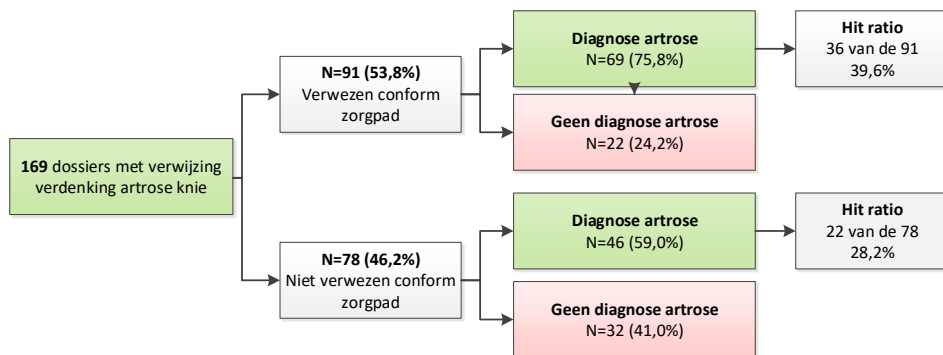 169 dossiers met verwijzing
verdenking artrose knie
N=91 (53,8%)
Verwezen conform
zorgpad
Diagnose artrose
N=69 (75,8%)
Hit ratio
36 van de 91
39,6%
Geen diagnose artrose
N=22 (24,2%)
N=78 (46,2%)
Niet verwezen conform
zorgpad
Diagnose artrose
N=46 (59,0%)
Hit ratio
22 van de 78
28,2%
Geen diagnose artrose
N=32 (41,0%)